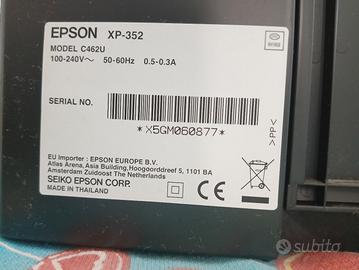 EPSON XP-352
MODEL C462U
100-240V~ 50-60Hz 0.5-0.3A
SERIAL NO.
*X5GM060877*
EU Importer : EPSON EUROPE B.V.
Atlas Arena, Asia Building, Hoogoorddreef 5, 1101 BA
Amsterdam Zuidoost The Netherlands
SEIKO EPSON CORP.
MADE IN THAILAND
CE
>PP<
subito